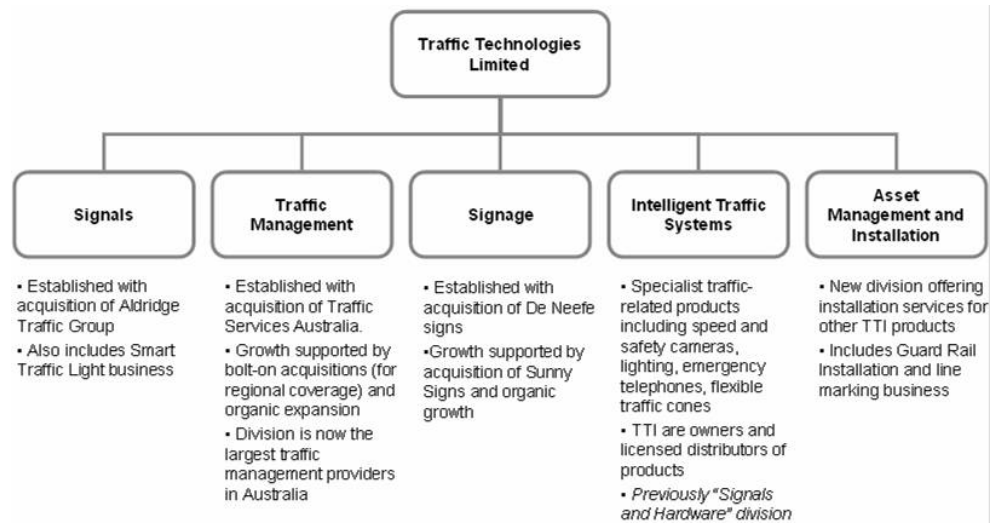 Traffic Technologies
Limited
Signals
Traffic
Management
Signage
Intelligent Traffic
Systems
Asset
Management and
Installation
▪ Established with
acquisition of Aldridge
Traffic Group
▪ Also includes Smart
Traffic Light business
▪ Established with
acquisition of Traffic
Services Australia.
▪ Growth supported by
bolt-on acquisitions (for
regional coverage) and
organic expansion
▪ Division is now the
largest traffic
management providers
in Australia
▪ Established with
acquisition of De Neefe
signs
▪Growth supported by
acquisition of Sunny
Signs and organic
growth
▪ Specialist traffic-
related products
including speed and
safety cameras,
lighting, emergency
telephones, flexible
traffic cones
▪ TTI are owners and
licensed distributors of
products
▪ Previously "Signals
and Hardware" division
▪ New division offering
installation services for
other TTI products
▪ Includes Guard Rail
Installation and line
marking business